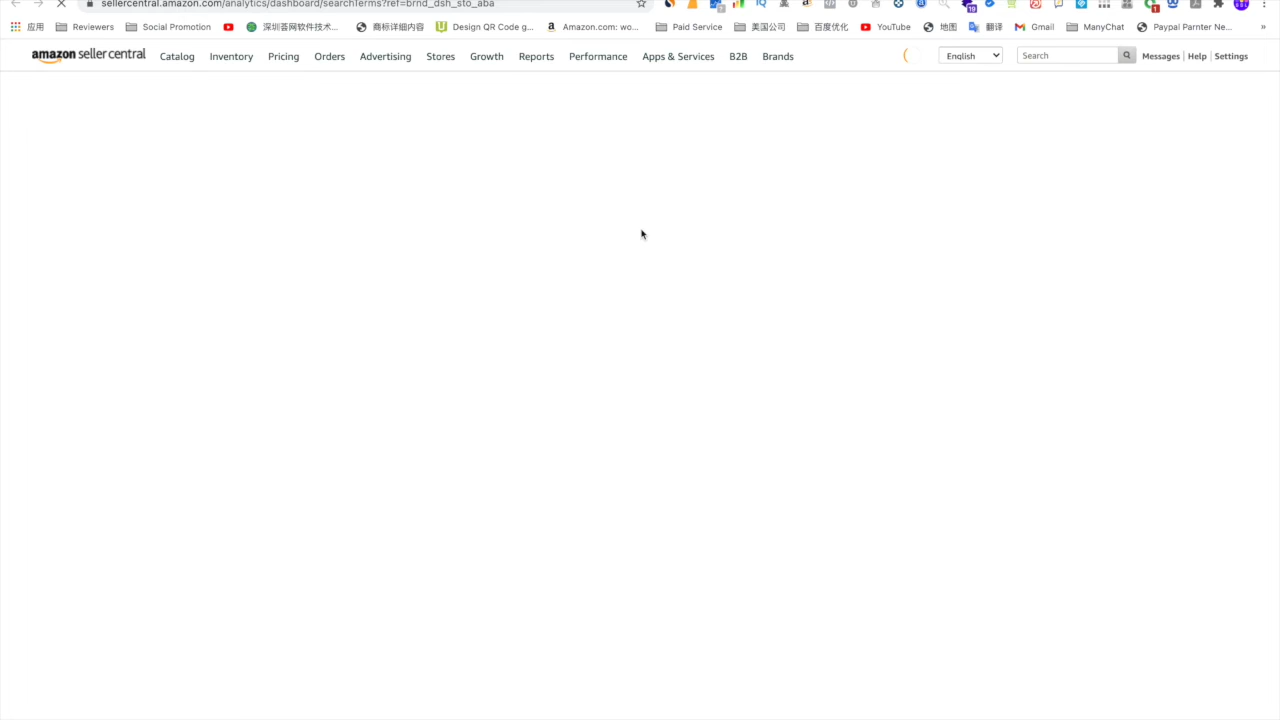 sellercentral.amazon.com/analytics/dashboard/searchTerms?ref=brnd_dsh_sto_aba
应用 Reviewers Social Promotion 深圳荟网软件技术... 商标详细内容 Design QR Code g... Amazon.com: wo... Paid Service 美国公司 百度优化 YouTube 地图 翻译 Gmail ManyChat Paypal Parnter Ne... »
amazon seller central Catalog Inventory Pricing Orders Advertising Stores Growth Reports Performance Apps & Services B2B Brands English Search Messages | Help | Settings